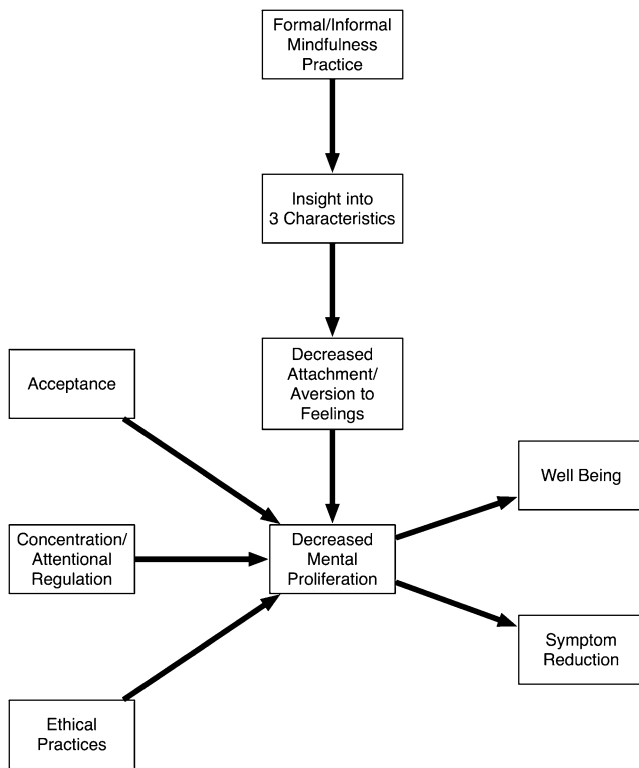 Formal/Informal
Mindfulness
Practice
Insight into
3 Characteristics
Decreased
Attachment/
Aversion to
Feelings
Acceptance
Well Being
Concentration/
Attentional
Regulation
Decreased
Mental
Proliferation
Symptom
Reduction
Ethical
Practices